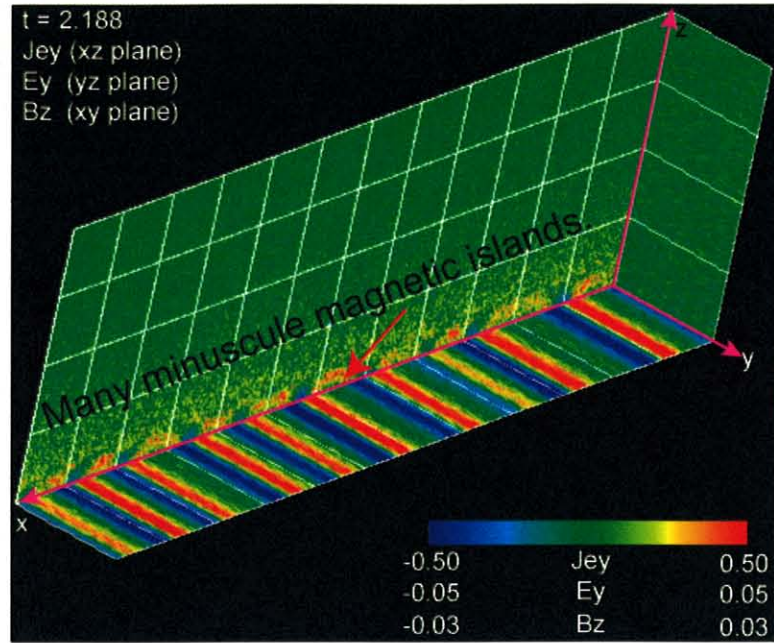 t = 2.188
Jey (xz plane)
Ey (yz plane)
Bz (xy plane)
z
Many minuscule magnetic islands.
y
x
-0.50 Jey 0.50
-0.05 Ey 0.05
-0.03 Bz 0.03